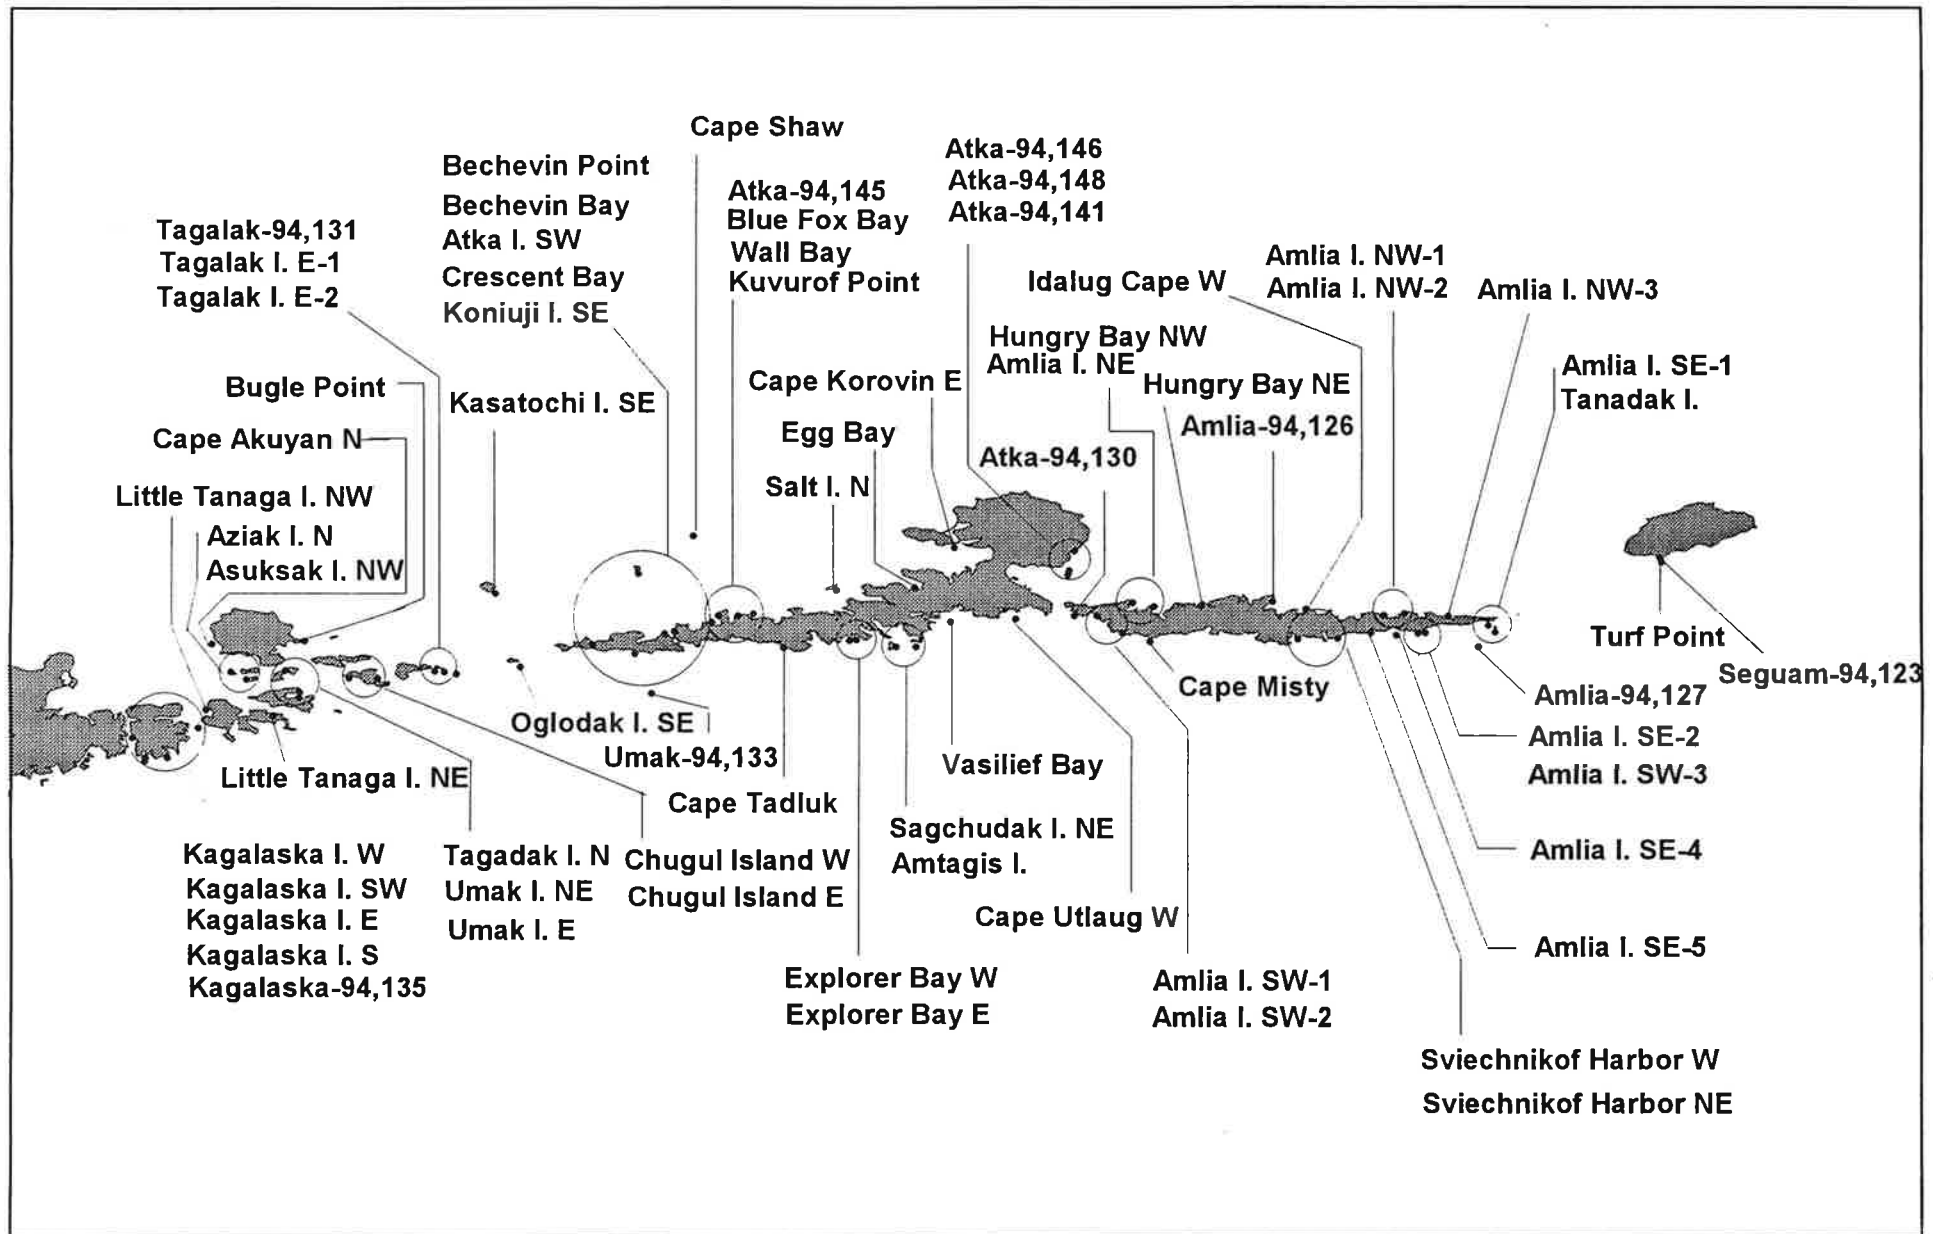 Cape Shaw
Bechevin Point
Bechevin Bay
Atka I. SW
Crescent Bay
Koniuji I. SE
Atka-94,145
Blue Fox Bay
Wall Bay
Kuvurof Point
Atka-94,146
Atka-94,148
Atka-94,141
Tagalak-94,131
Tagalak I. E-1
Tagalak I. E-2
Idalug Cape W
Amlia I. NW-1
Amlia I. NW-2
Amlia I. NW-3
Hungry Bay NW
Amlia I. NE
Hungry Bay NE
Amlia-94,126
Amlia I. SE-1
Tanadak I.
Bugle Point
Kasatochi I. SE
Cape Korovin E
Cape Akuyan N
Egg Bay
Atka-94,130
Salt I. N
Little Tanaga I. NW
Aziak I. N
Asuksak I. NW
Turf Point
Seguam-94,123
Cape Misty
Amlia-94,127
Amlia I. SE-2
Amlia I. SW-3
Oglodak I. SE
Umak-94,133
Vasilief Bay
Little Tanaga I. NE
Cape Tadluk
Sagchudak I. NE
Amtagis I.
Kagalaska I. W
Kagalaska I. SW
Kagalaska I. E
Kagalaska I. S
Kagalaska-94,135
Tagadak I. N
Umak I. NE
Umak I. E
Chugul Island W
Chugul Island E
Amlia I. SE-4
Cape Utlaug W
Amlia I. SE-5
Explorer Bay W
Explorer Bay E
Amlia I. SW-1
Amlia I. SW-2
Sviechnikof Harbor W
Sviechnikof Harbor NE